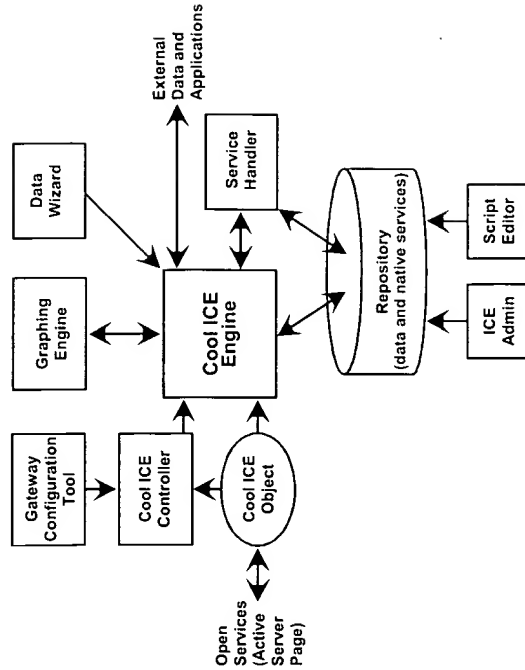 Gateway
Configuration
Tool
Graphing
Engine
Data
Wizard
External
Data and
Applications
Cool ICE
Controller
Cool ICE
Engine
Service
Handler
Open
Services
(Active
Server
Page)
Cool ICE
Object
Repository
(data and native services)
ICE
Admin
Script
Editor